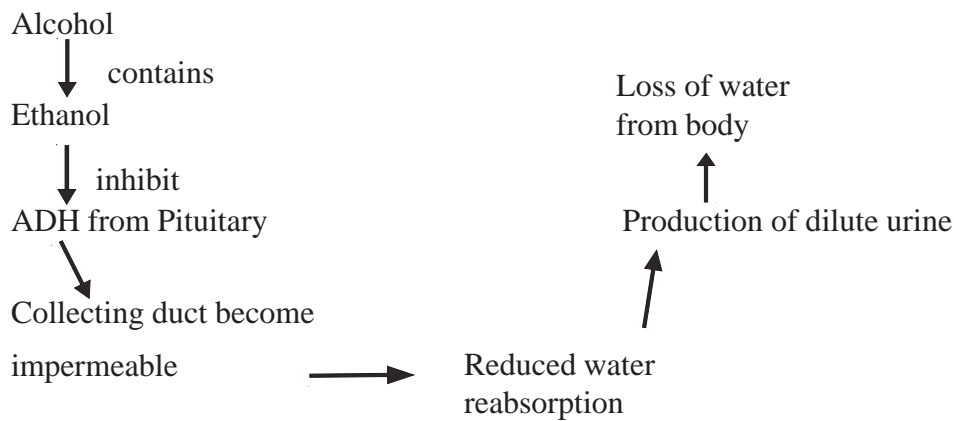 Alcohol
contains
Ethanol
inhibit
ADH from Pituitary
Collecting duct become
impermeable
Reduced water
reabsorption
Production of dilute urine
Loss of water
from body